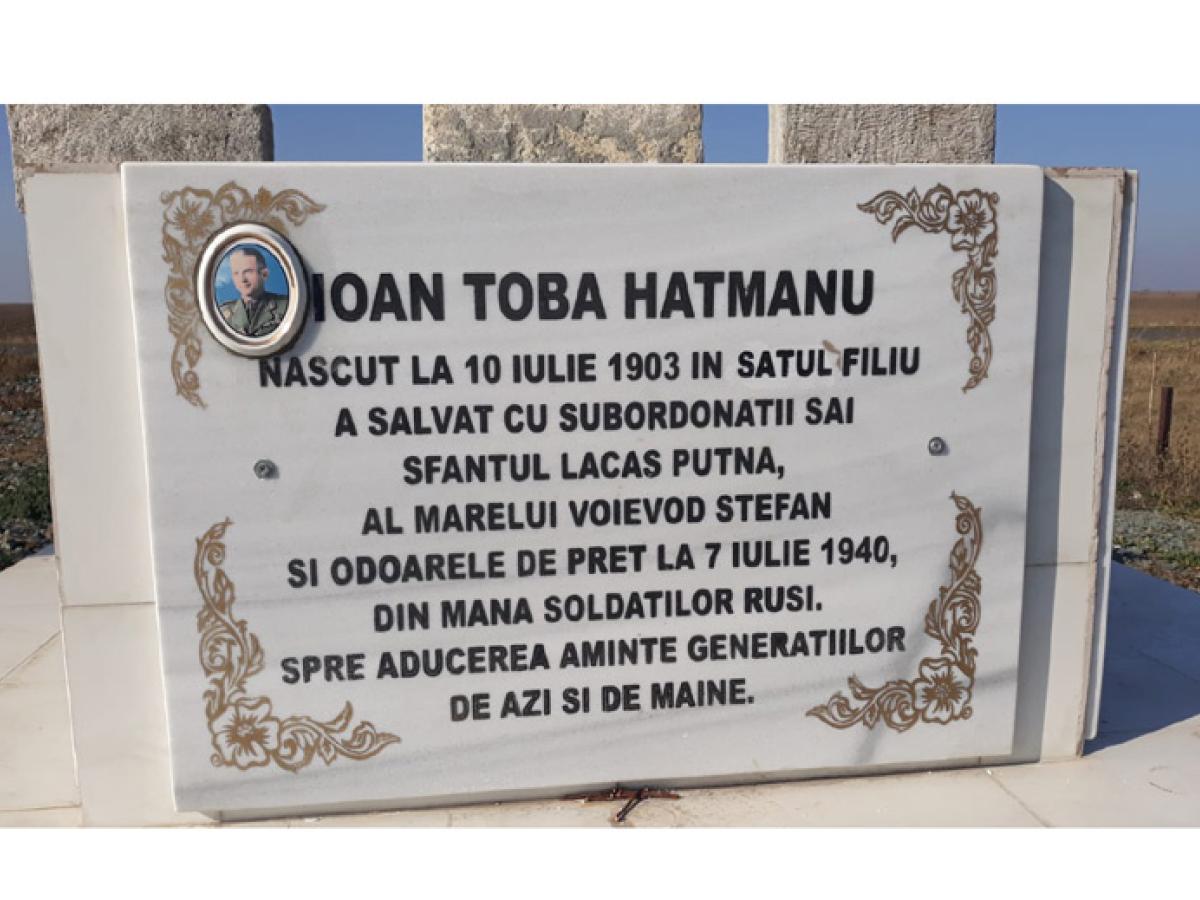 IOAN TOBA HATMANU
NASCUT LA 10 IULIE 1903 IN SATUL FILIU
A SALVAT CU SUBORDONATII SAI
SFANTUL LACAS PUTNA,
AL MARELUI VOIEVOD STEFAN
SI ODOARELE DE PRET LA 7 IULIE 1940,
DIN MANA SOLDATILOR RUSI.
SPRE ADUCEREA AMINTE GENERATIILOR
DE AZI SI DE MAINE.